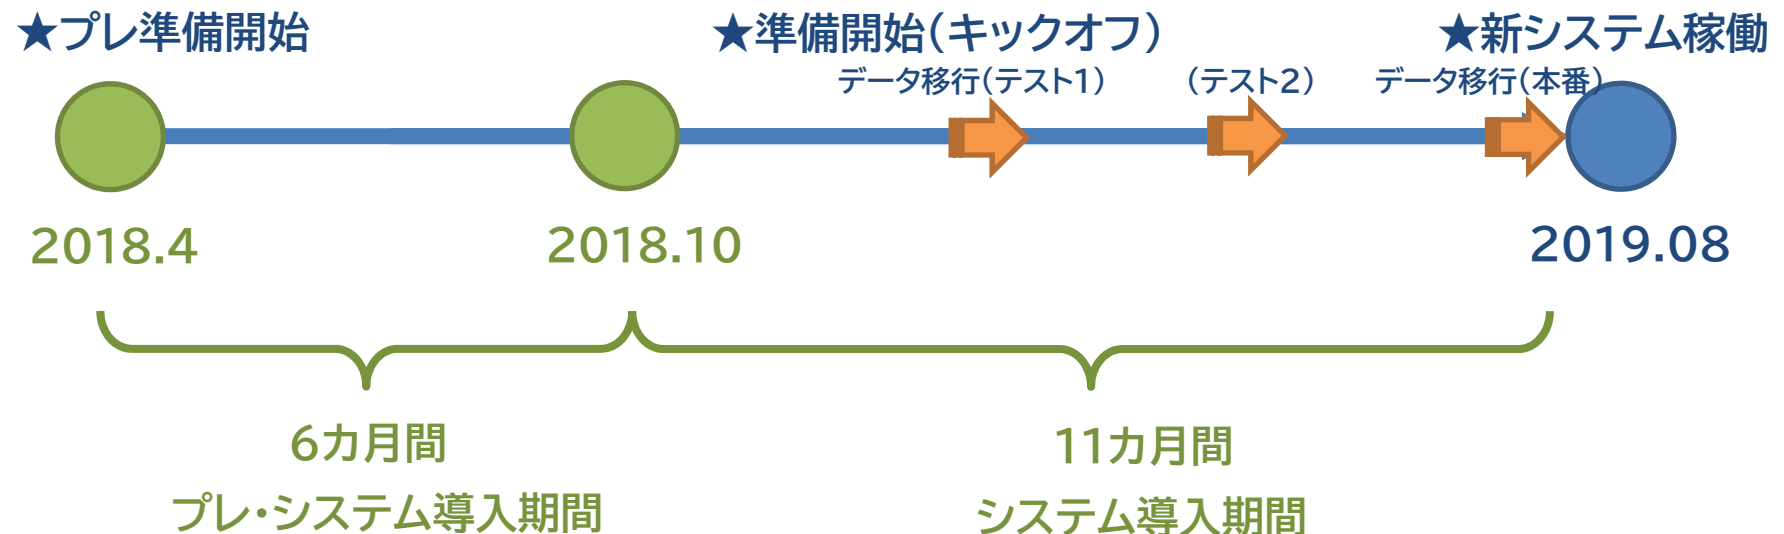 ★プレ準備開始
★準備開始(キックオフ)
★新システム稼働
データ移行(テスト1)
(テスト2)
データ移行(本番)
2018.4
2018.10
2019.08
6カ月間
プレ・システム導入期間
11カ月間
システム導入期間